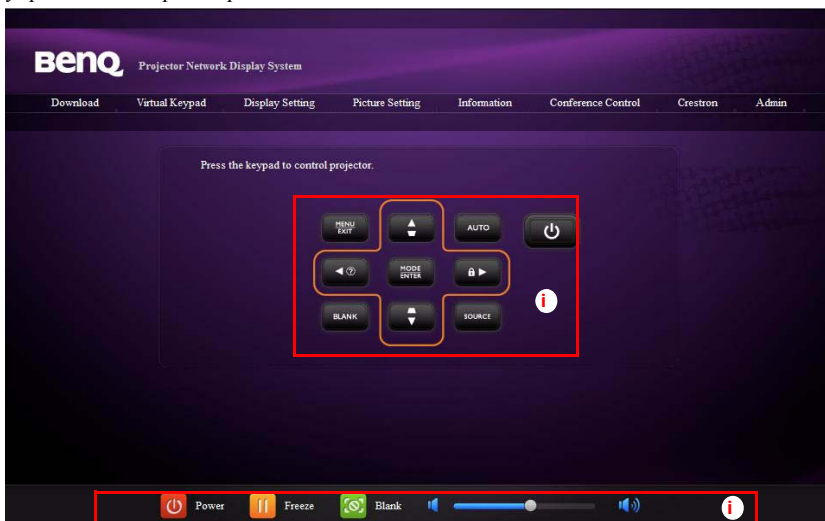 BenQ Projector Network Display System
Download Virtual Keypad Display Setting Picture Setting Information Conference Control Crestron Admin
Press the keypad to control projector.
MENU
EXIT
AUTO
MODE
ENTER
BLANK
SOURCE
i
Power Freeze Blank i